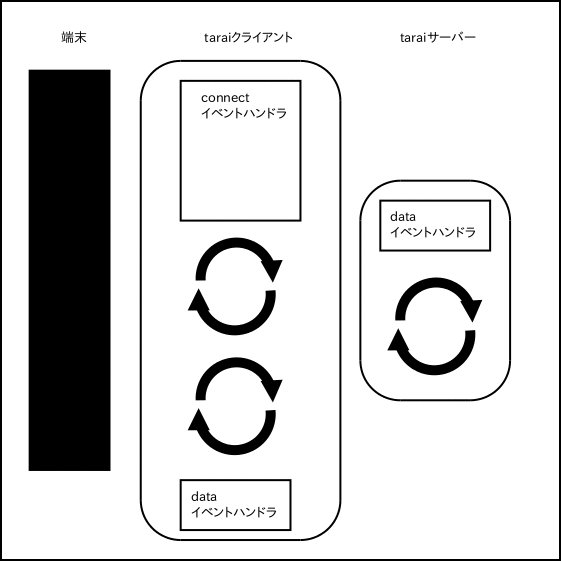 端末
taraiクライアント
taraiサーバー
connect
イベントハンドラ
data
イベントハンドラ
data
イベントハンドラ